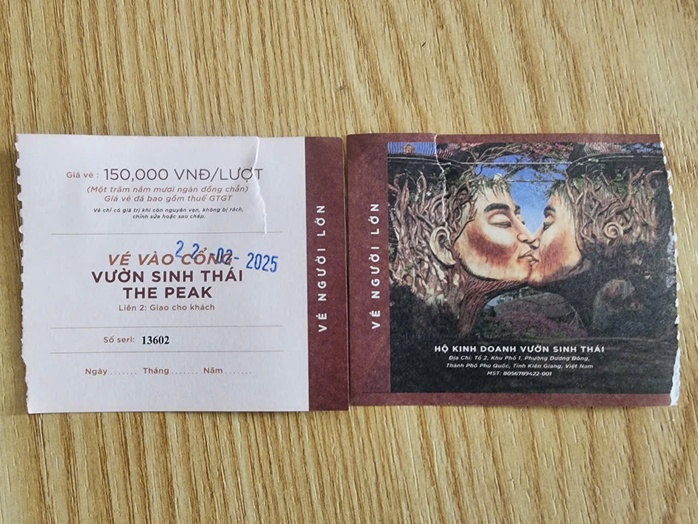 Giá vé : 150,000 VNĐ/LƯỢT
(Một trăm năm mươi ngàn đồng chẵn)
Giá vé đã bao gồm thuế GTGT
Vé chỉ có giá trị khi còn nguyên vẹn, không bị rách,
chỉnh sửa hoặc sao chép.
VÉ VÀO CỔNG
22-02-2025
VƯỜN SINH THÁI
THE PEAK
Liên 2: Giao cho khách
Số seri: 13602
Ngày....... Tháng ....... Năm.......
VÉ NGƯỜI LỚN
VÉ NGƯỜI LỚN
HỘ KINH DOANH VƯỜN SINH THÁI
Địa Chỉ: Tổ 2, Khu Phố 1, Phường Dương Đông,
Thành Phố Phú Quốc, Tỉnh Kiên Giang, Việt Nam
MST: 8056789422-001